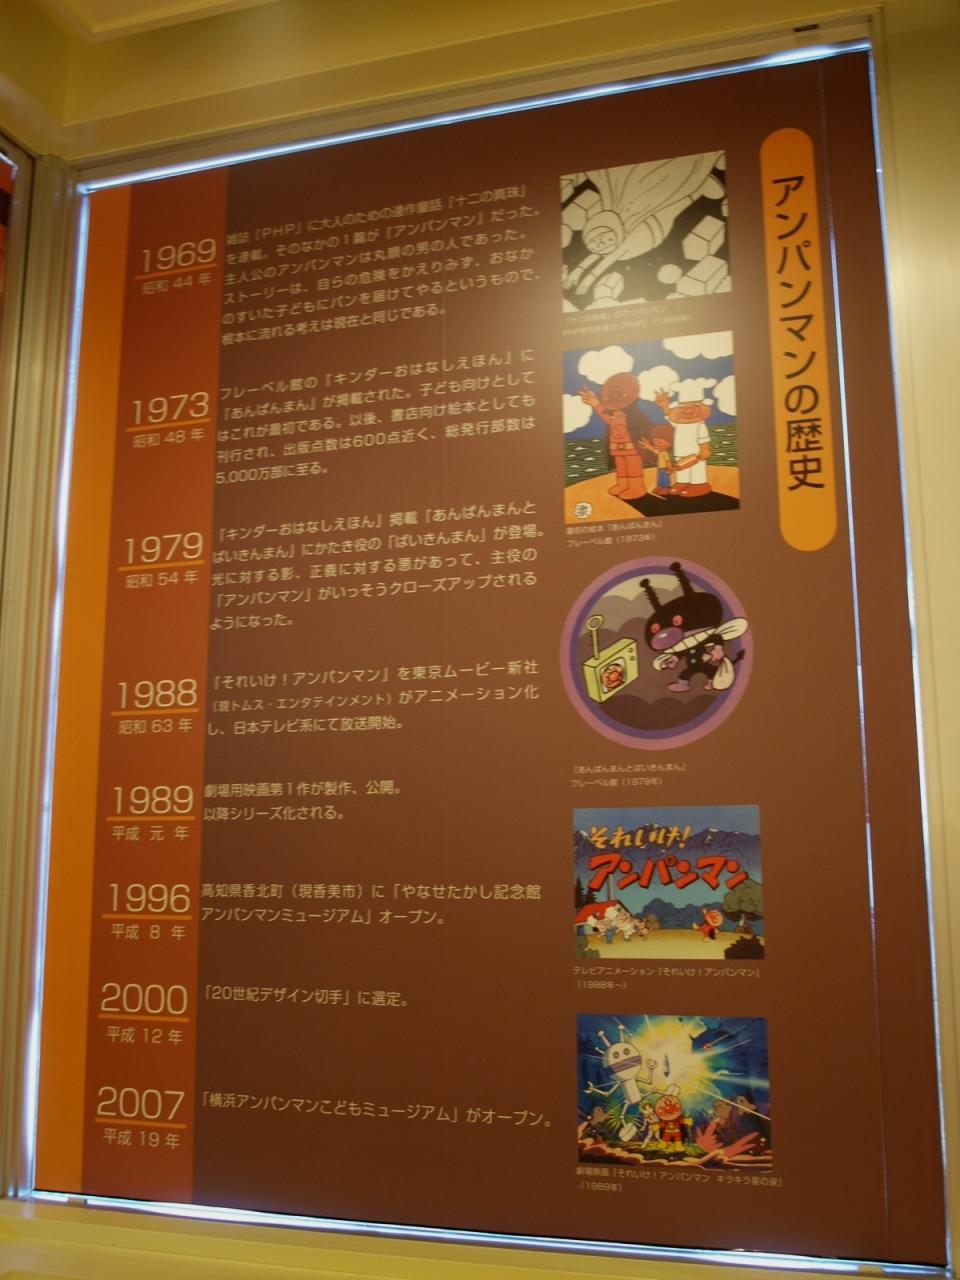 アンパンマンの歴史
1969
昭和 44 年
雑誌「PHP」に大人のための連作童話『十二の真珠』
を連載。そのなかの1篇が『アンパンマン』だった。
主人公のアンパンマンは丸顔の男の人であった。
ストーリーは、自らの危険をかえりみず、おなか
のすいた子どもにパンを届けてやるというもので、
根本に流れる考えは現在と同じである。
『十二の真珠』のアンパンマン
1973
昭和 48 年
フレーベル館の『キンダーおはなしえほん』に
『あんぱんまん』が掲載された。子ども向けとして
はこれが最初である。以後、書店向け絵本としても
刊行され、出版点数は600点近く、総発行部数は
5,000万部に至る。
最初の絵本『あんぱんまん』
フレーベル館（1973年）
1979
昭和 54 年
『キンダーおはなしえほん』掲載『あんぱんまんと
ばいきんまん』にかたき役の「ばいきんまん」が登場。
光に対する影、正義に対する悪があって、主役の
「アンパンマン」がいっそうクローズアップされる
ようになった。
『あんぱんまんとばいきんまん』
フレーベル館（1979年）
1988
昭和 63 年
『それいけ！アンパンマン』を東京ムービー新社
（現トムス・エンタテインメント）がアニメーション化
し、日本テレビ系にて放送開始。
それいけ!
アンパンマン
テレビアニメーション『それいけ！アンパンマン』
（1988年～）
1989
平成 元 年
劇場用映画第1作が製作、公開。
以降シリーズ化される。
劇場映画『それいけ！アンパンマン キラキラ星の涙』
（1989年）
1996
平成 8 年
高知県香北町（現香美市）に「やなせたかし記念館
アンパンマンミュージアム」オープン。
2000
平成 12 年
「20世紀デザイン切手」に選定。
2007
平成 19 年
「横浜アンパンマンこどもミュージアム」がオープン。